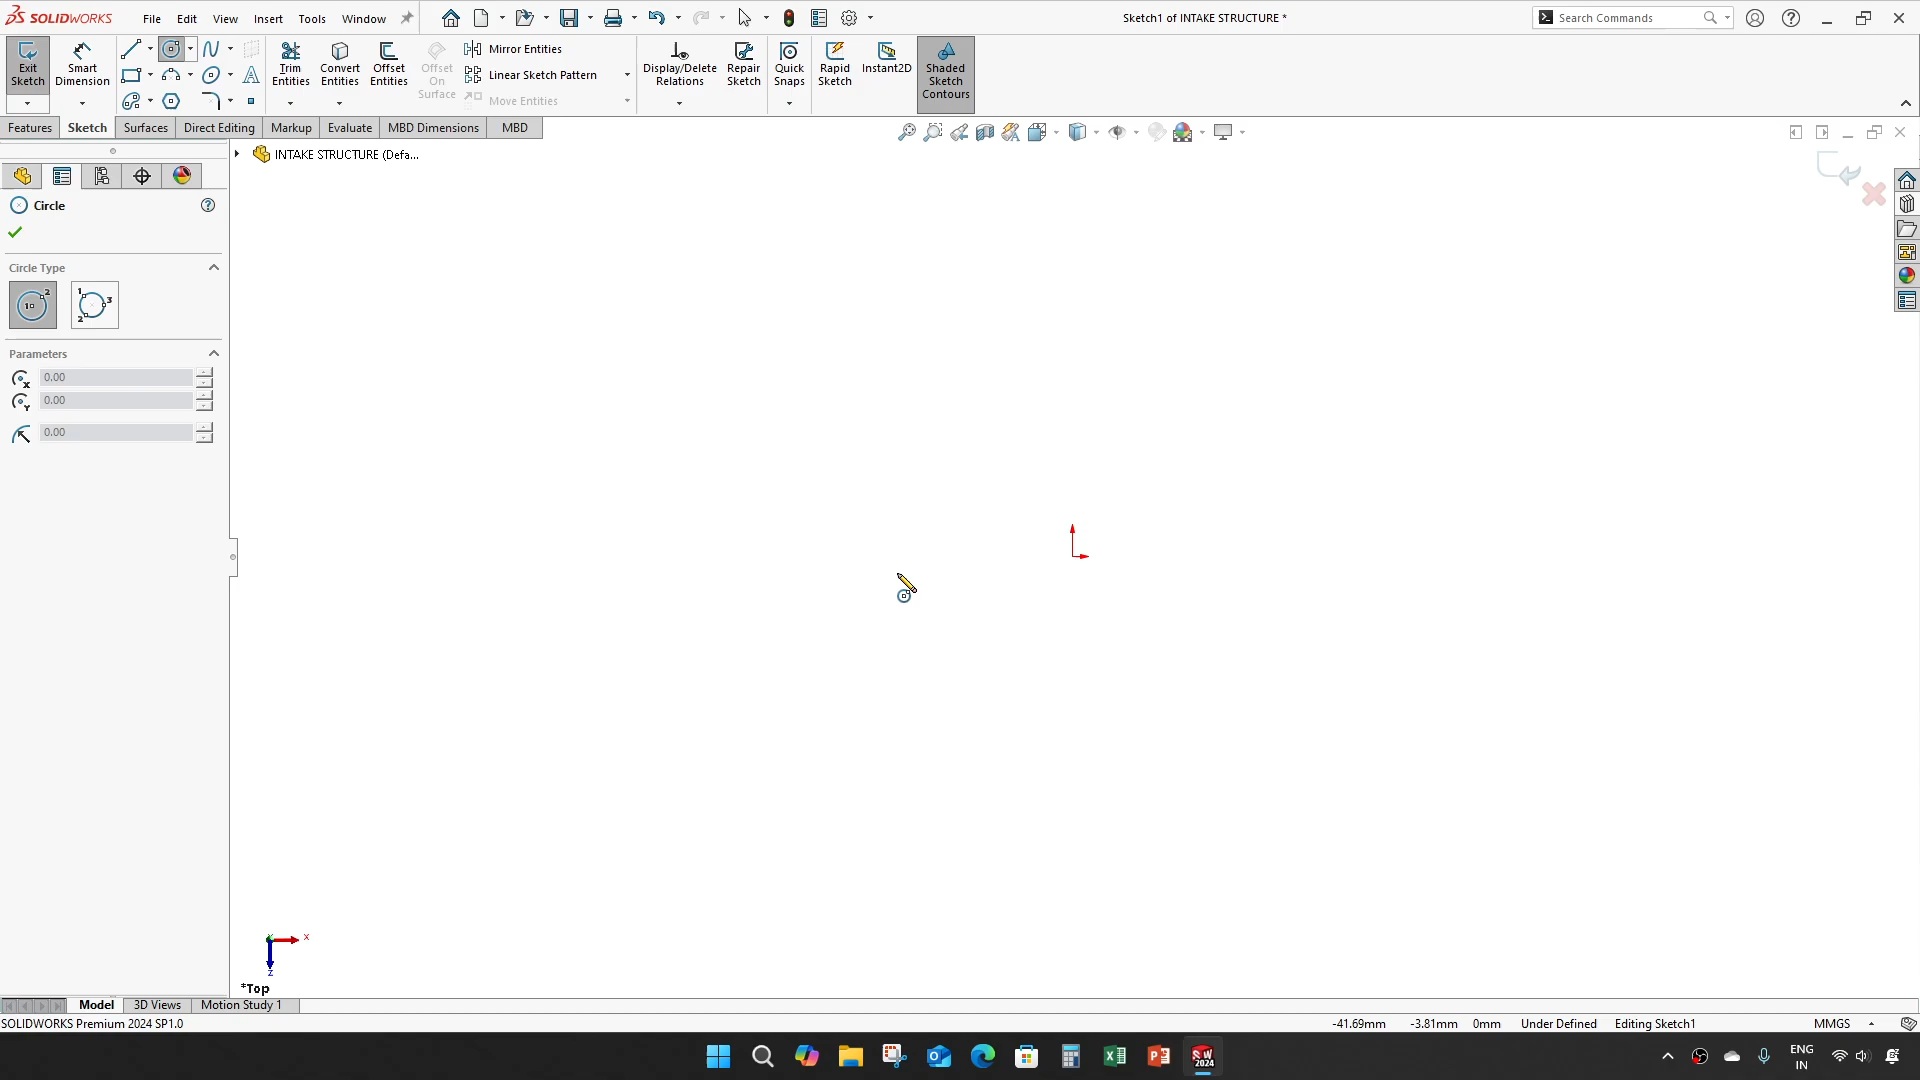 SOLIDWORKS File Edit View Insert Tools Window Sketch1 of INTAKE STRUCTURE * Search Commands
Exit Sketch
Smart Dimension
Trim Entities
Convert Entities
Offset Entities
Offset On Surface
Mirror Entities
Linear Sketch Pattern
Move Entities
Display/Delete Relations
Repair Sketch
Quick Snaps
Rapid Sketch
Instant2D
Shaded Sketch Contours
Features Sketch Surfaces Direct Editing Markup Evaluate MBD Dimensions MBD
INTAKE STRUCTURE (Defa...
Circle
Circle Type
Parameters
0.00
0.00
0.00
X
Z
*Top
Model 3D Views Motion Study 1
SOLIDWORKS Premium 2024 SP1.0 -41.69mm -3.81mm 0mm Under Defined Editing Sketch1 MMGS
ENG
IN